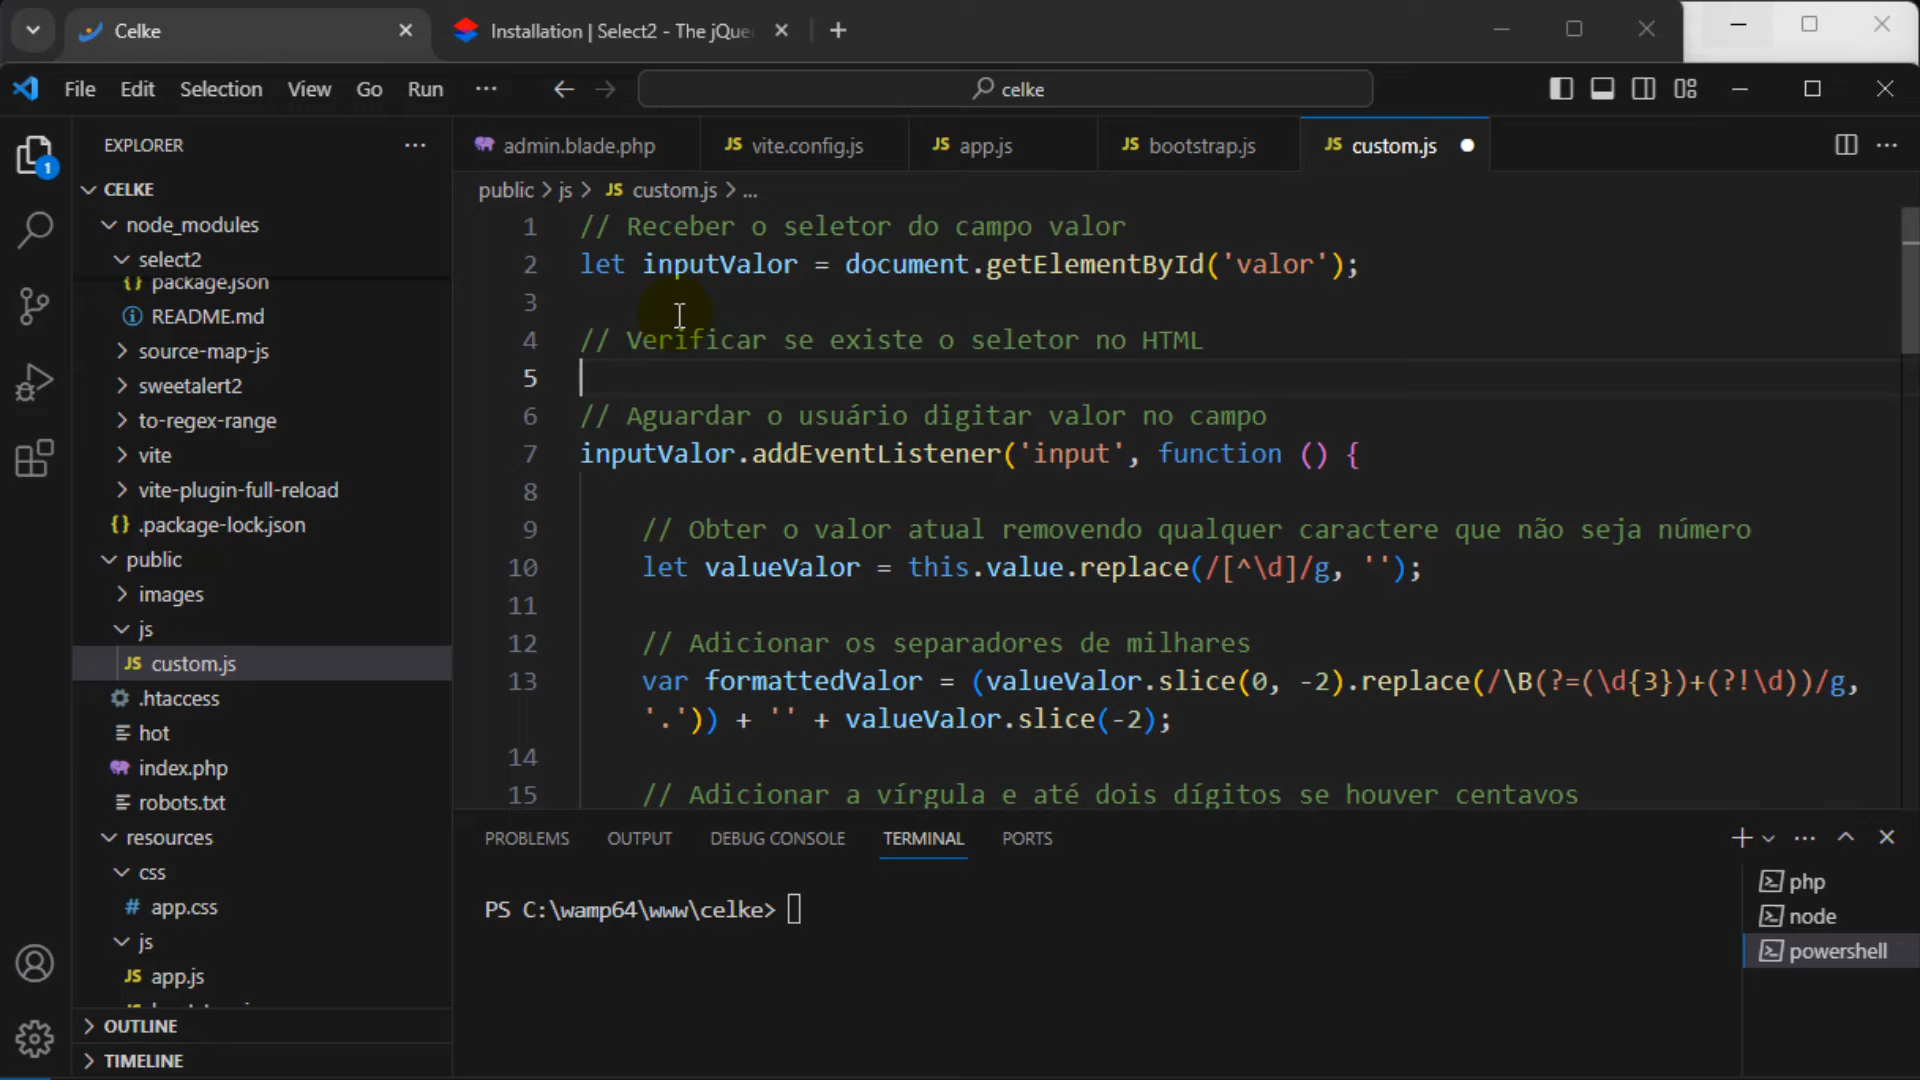 Celke
Installation | Select2 - The jQue
File Edit Selection View Go Run ...
celke
EXPLORER
CELKE
node_modules
select2
package.json
README.md
source-map-js
sweetalert2
to-regex-range
vite
vite-plugin-full-reload
.package-lock.json
public
images
js
custom.js
.htaccess
hot
index.php
robots.txt
resources
css
app.css
js
app.js
OUTLINE
TIMELINE
admin.blade.php
vite.config.js
app.js
bootstrap.js
custom.js
public > js > JS custom.js > ...
1 // Receber o seletor do campo valor
2 let inputValor = document.getElementById('valor');
3
4 // Verificar se existe o seletor no HTML
5
6 // Aguardar o usuário digitar valor no campo
7 inputValor.addEventListener('input', function () {
8
9 // Obter o valor atual removendo qualquer caractere que não seja número
10 let valueValor = this.value.replace(/[^\d]/g, '');
11
12 // Adicionar os separadores de milhares
13 var formattedValor = (valueValor.slice(0, -2).replace(/\B(?=(\d{3})+(?!\d))/g,
'.')) + '' + valueValor.slice(-2);
14
15 // Adicionar a vírgula e até dois dígitos se houver centavos
PROBLEMS OUTPUT DEBUG CONSOLE TERMINAL PORTS
PS C:\wamp64\www\celke>
php
node
powershell